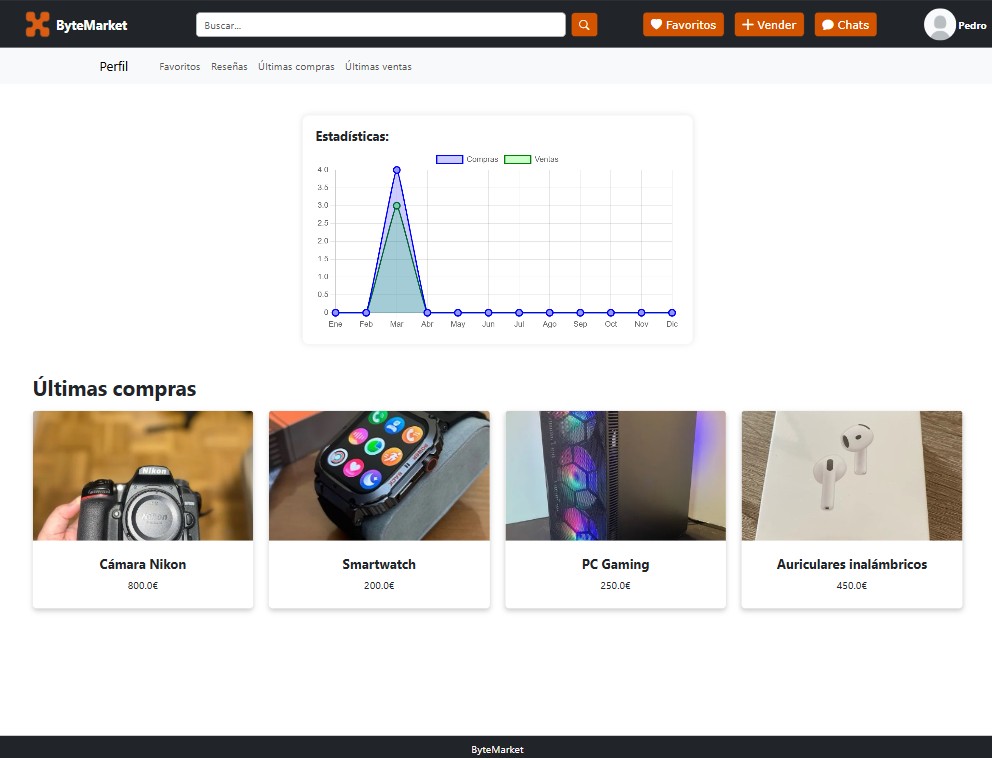 ByteMarket
Buscar...
Favoritos
Vender
Chats
Pedro
Perfil
Favoritos
Reseñas
Últimas compras
Últimas ventas
Estadísticas:
Compras
Ventas
4.0
3.5
3.0
2.5
2.0
1.5
1.0
0.5
0
Ene Feb Mar Abr May Jun Jul Ago Sep Oct Nov Dic
Últimas compras
Nikon
Nikon
Cámara Nikon
800.0€
Smartwatch
200.0€
PC Gaming
250.0€
Auriculares inalámbricos
450.0€
ByteMarket